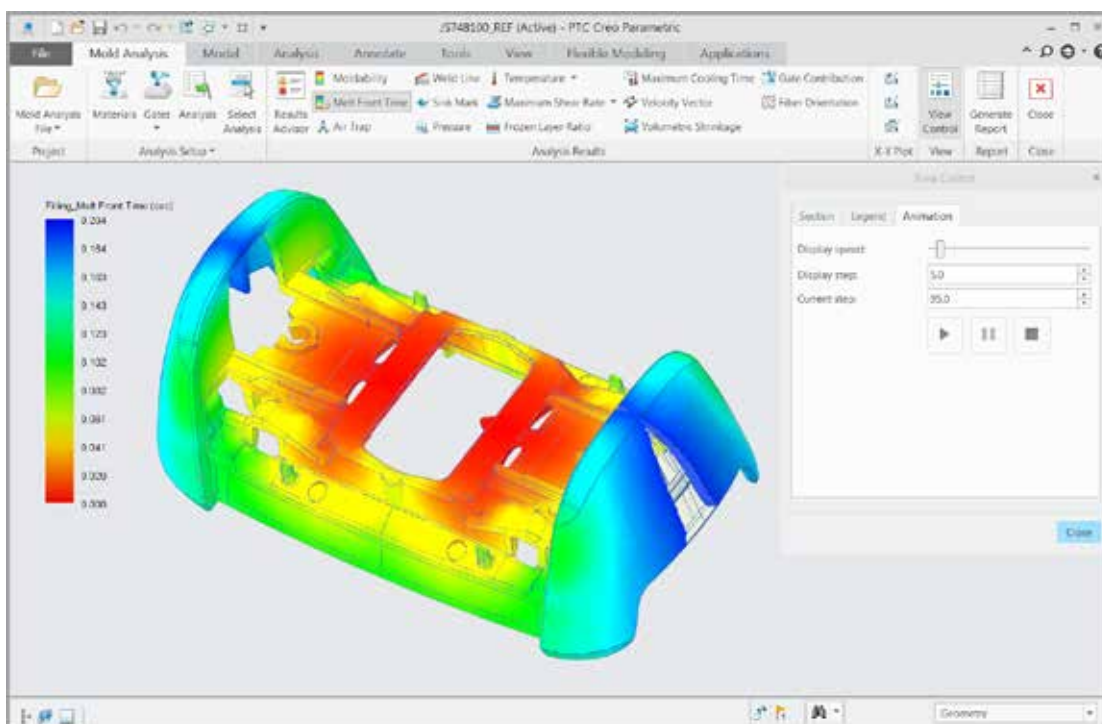 (Active) - PTC Creo Parametric
File Mold Analysis Model Analysis Annotate Tools View Flexible Modeling Applications
Moldability Weld Line Temperature Maximum Cooling Time Gate Contribution
Melt Front Time Sink Mark Maximum Shear Rate Velocity Vector Fiber Orientation
Air Trap Pressure Frozen Layer Ratio Volumetric Shrinkage
Mold Analysis File
Materials
Gates
Analysis
Select Analysis
Results Advisor
View Control
Generate Report
Close
Project Analysis Setup Analysis Results X-Y Plot View Report Close
View Control
Filling_Melt Front Time (sec)
0.204
0.184
0.163
0.143
0.123
0.102
0.082
0.061
0.041
0.020
0.000
Section Legend Animation
Display speed:
Display step: 5.0
Current step: 95.0
Close
Geometry